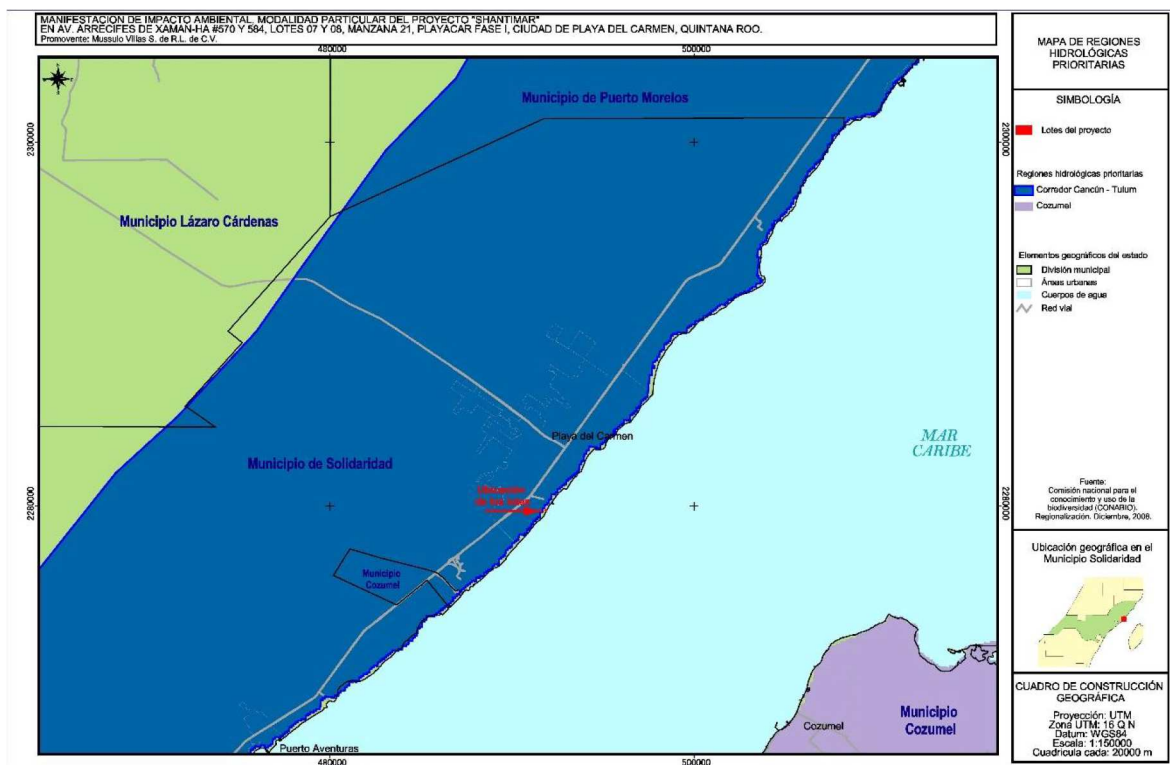 MANIFESTACION DE IMPACTO AMBIENTAL, MODALIDAD PARTICULAR DEL PROYECTO "SHANTIMAR"
EN AV. ARRECIFES DE XAMAN-HA #570 Y 584, LOTES 07 Y 08, MANZANA 21, PLAYACAR FASE I, CIUDAD DE PLAYA DEL CARMEN, QUINTANA ROO.
Promovente: Mussulo Villas S. de R.L. de C.V.
480000
500000
Municipio de Puerto Morelos
2300000
2300000
Municipio Lázaro Cárdenas
Playa del Carmen
MAR
CARIBE
Municipio de Solidaridad
2280000
2280000
Municipio
Cozumel
Cozumel
Municipio
Cozumel
Puerto Aventuras
480000
500000
MAPA DE REGIONES
HIDROLÓGICAS
PRIORITARIAS
SIMBOLOGÍA
Lotes del proyecto
Regiones hidrológicas prioritarias
Corredor Cancún - Tulum
Cozumel
Elementos geográficos del estado
División municipal
Áreas urbanas
Cuerpos de agua
Red vial
Fuente:
Comisión nacional para el
conocimiento y uso de la
biodiversidad (CONABIO).
Regionalización. Diciembre, 2008.
Ubicación geográfica en el
Municipio Solidaridad
CUADRO DE CONSTRUCCIÓN
GEOGRÁFICA
Proyección: UTM
Zona UTM: 16 Q N
Datum: WGS84
Escala: 1:150000
Cuadrícula cada: 20000 m